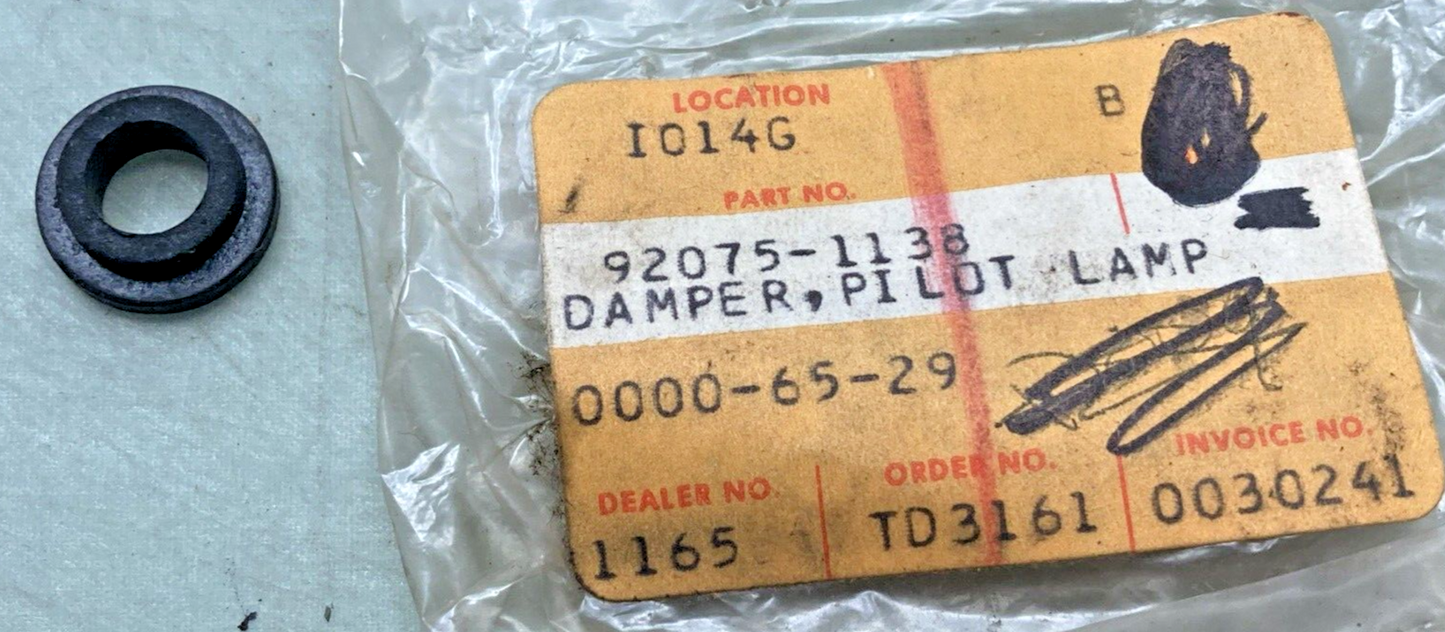 LOCATION
I014G B
PART NO.
92075-1138
DAMPER,PILOT LAMP
0000-65-29
DEALER NO. ORDER NO. INVOICE NO.
1165 TD3161 0030241